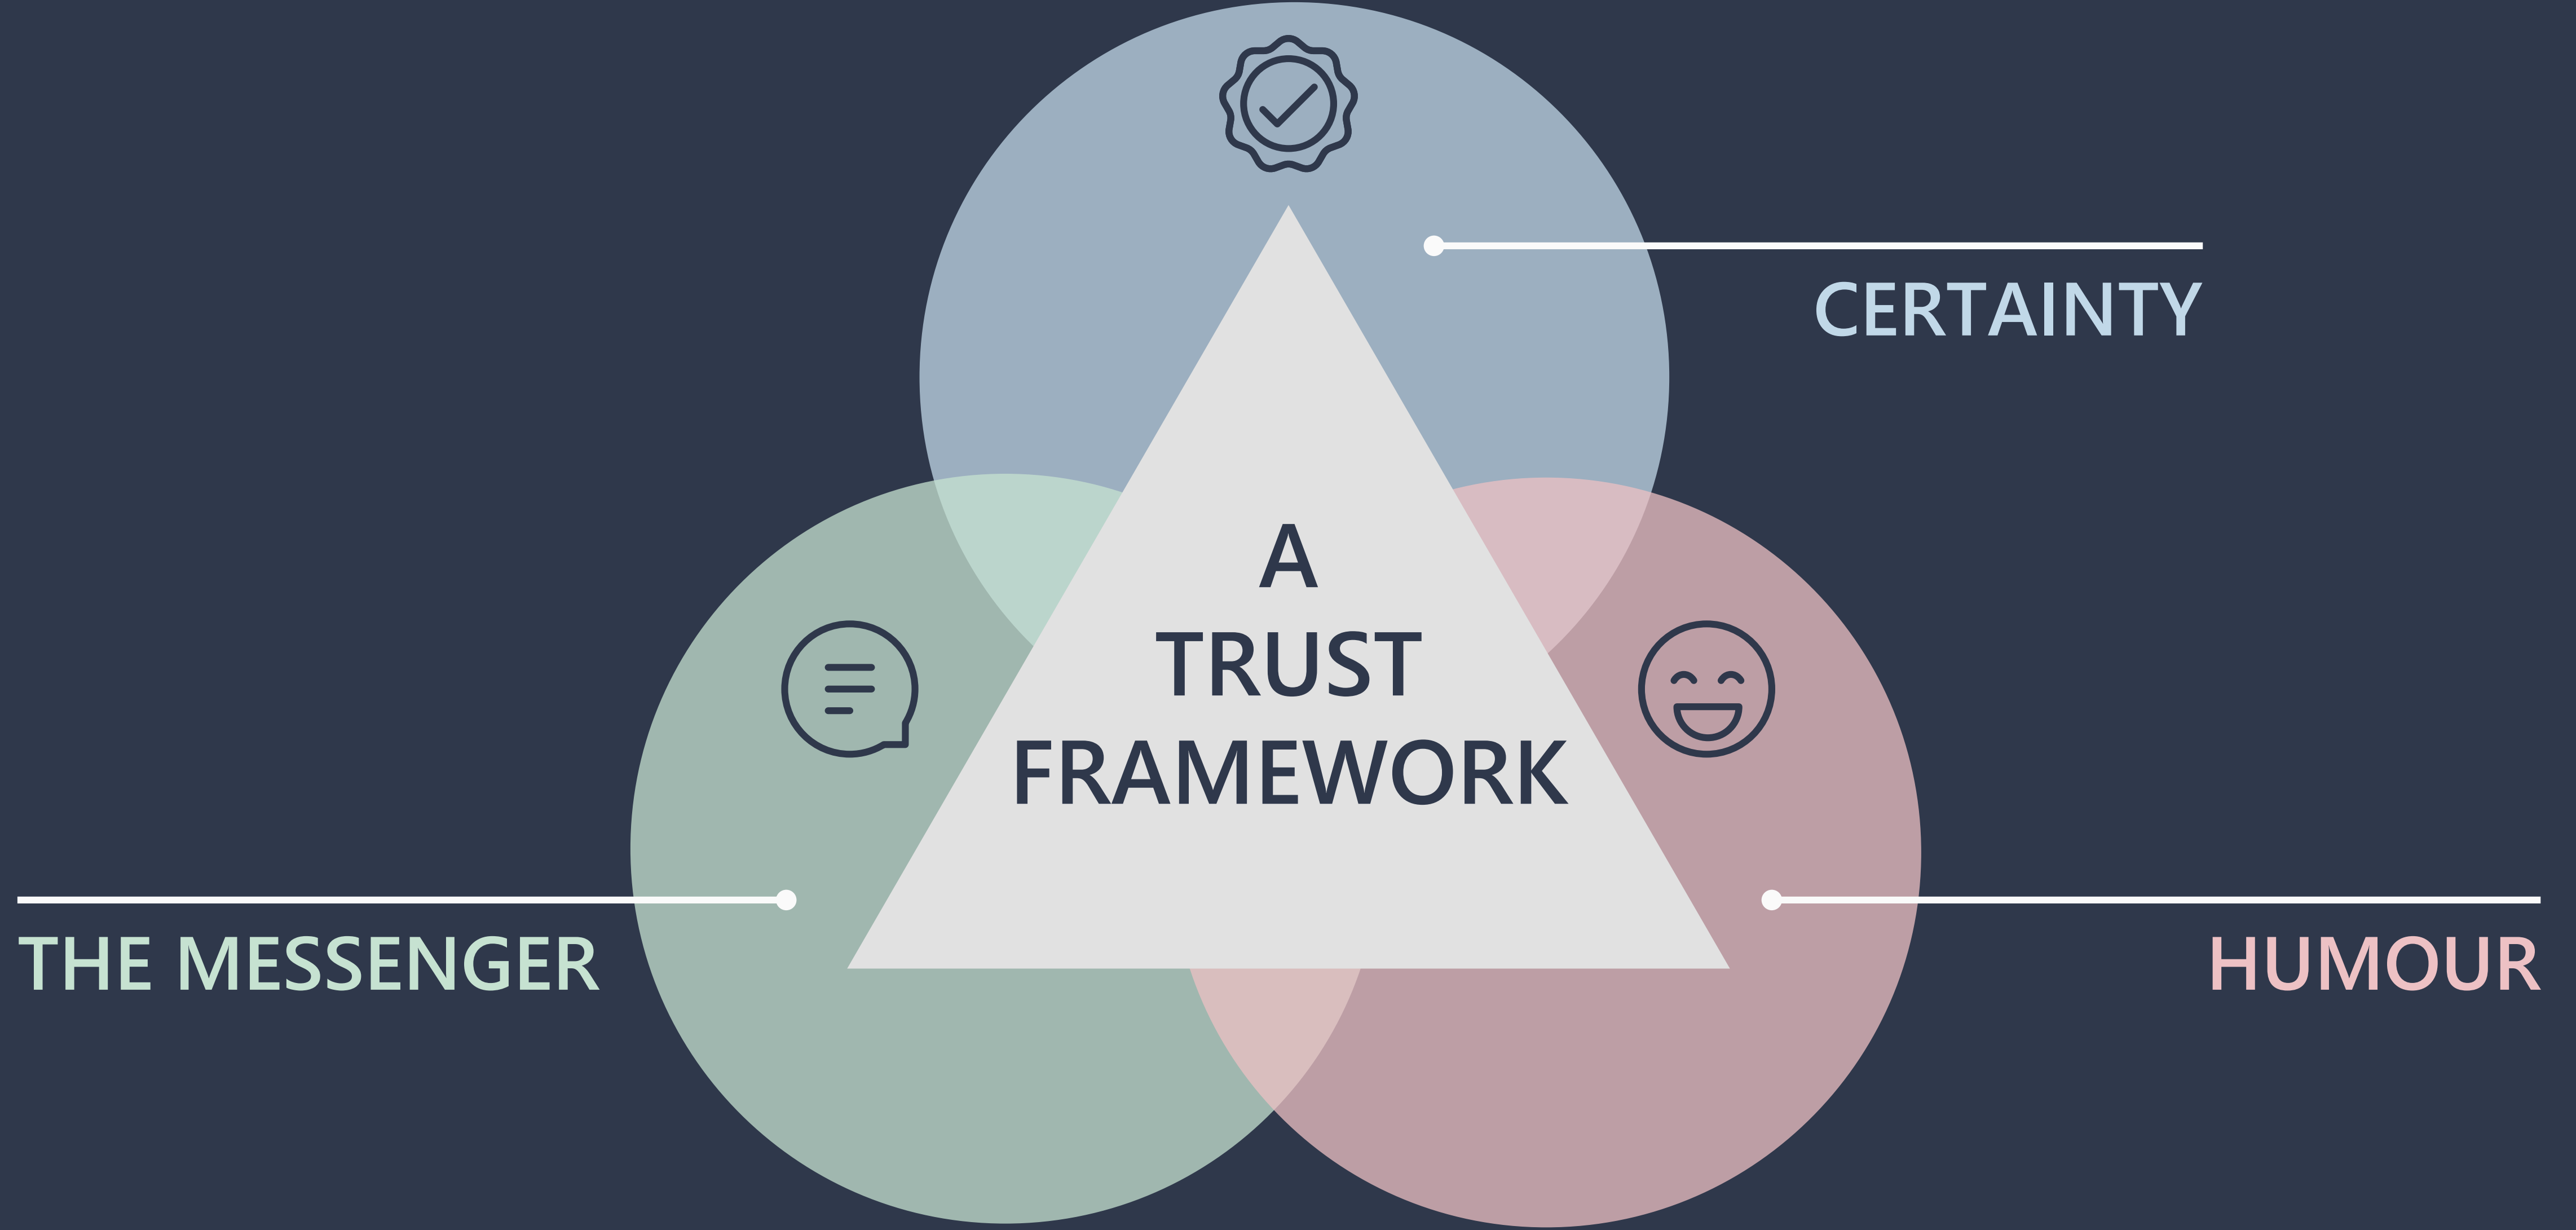 CERTAINTY
A
TRUST
FRAMEWORK
THE MESSENGER
HUMOUR